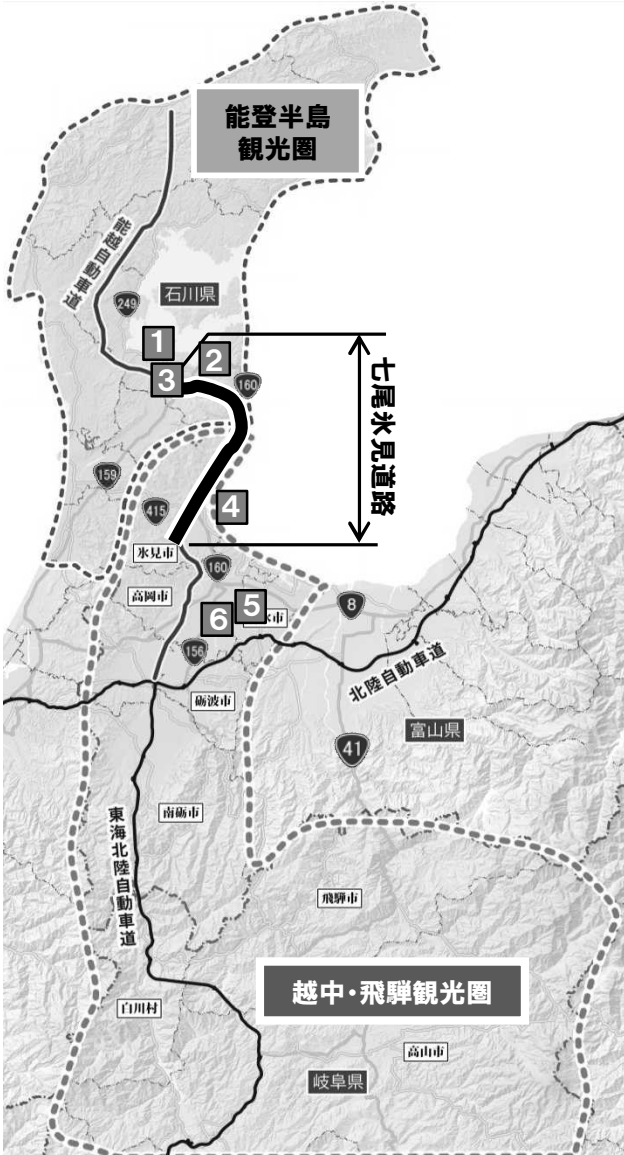 能登半島
観光圏
能越自動車道
249
石川県
1
2
3
160
七尾氷見道路
159
415
4
氷見市
160
高岡市
6
5
水市
8
156
北陸自動車道
砺波市
富山県
41
南砺市
東海北陸自動車道
飛騨市
越中・飛騨観光圏
白川村
高山市
岐阜県